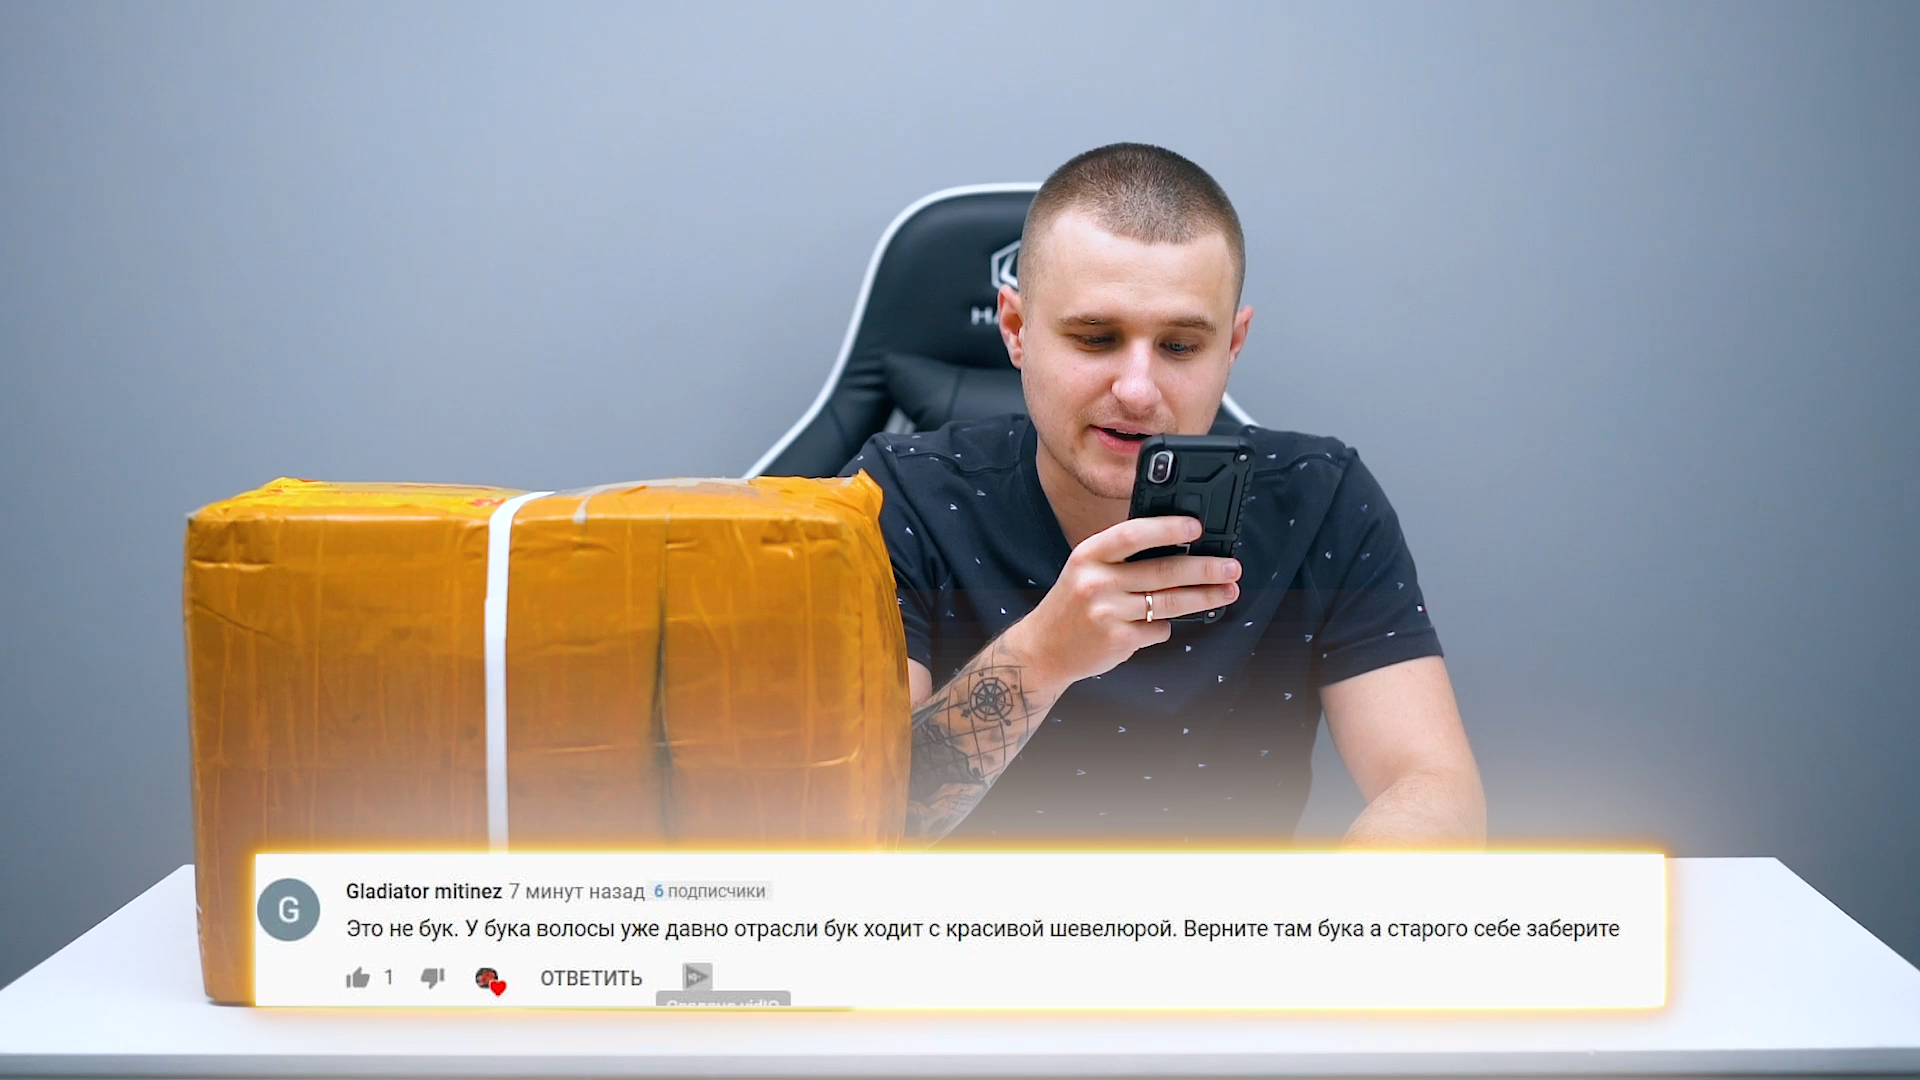 Gladiator mitinez 7 минут назад 6 подписчики
Это не бук. У бука волосы уже давно отрасли бук ходит с красивой шевелюрой. Верните там бука а старого себе заберите
1 ОТВЕТИТЬ